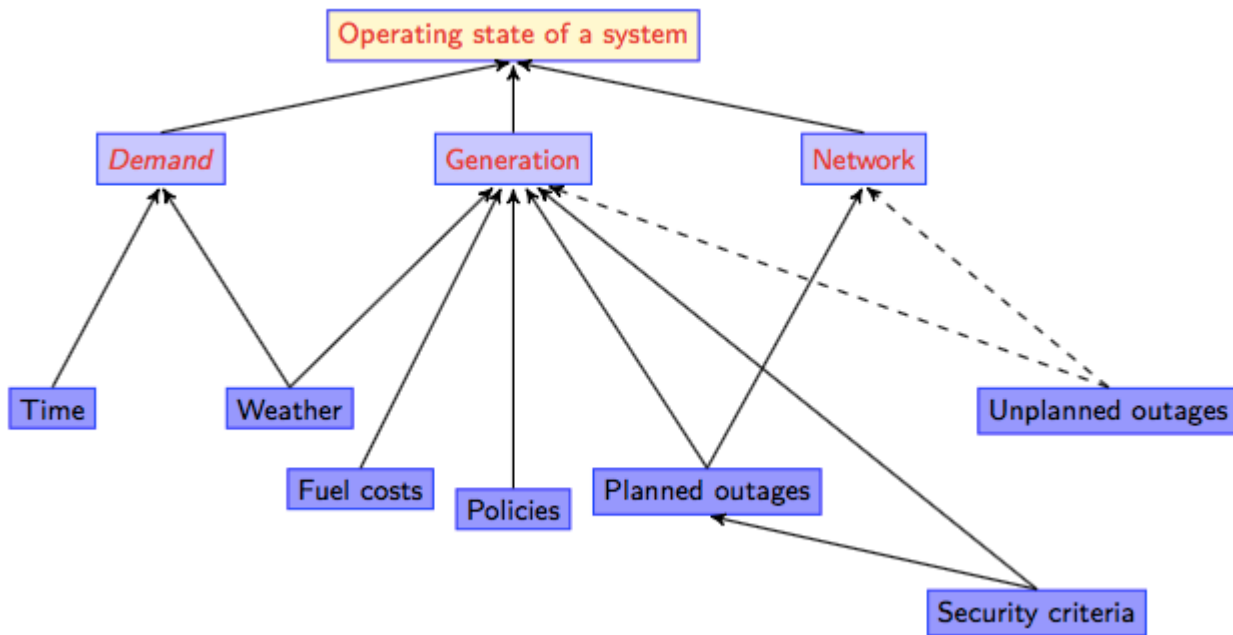 Operating state of a system
Demand
Generation
Network
Time
Weather
Unplanned outages
Fuel costs
Policies
Planned outages
Security criteria